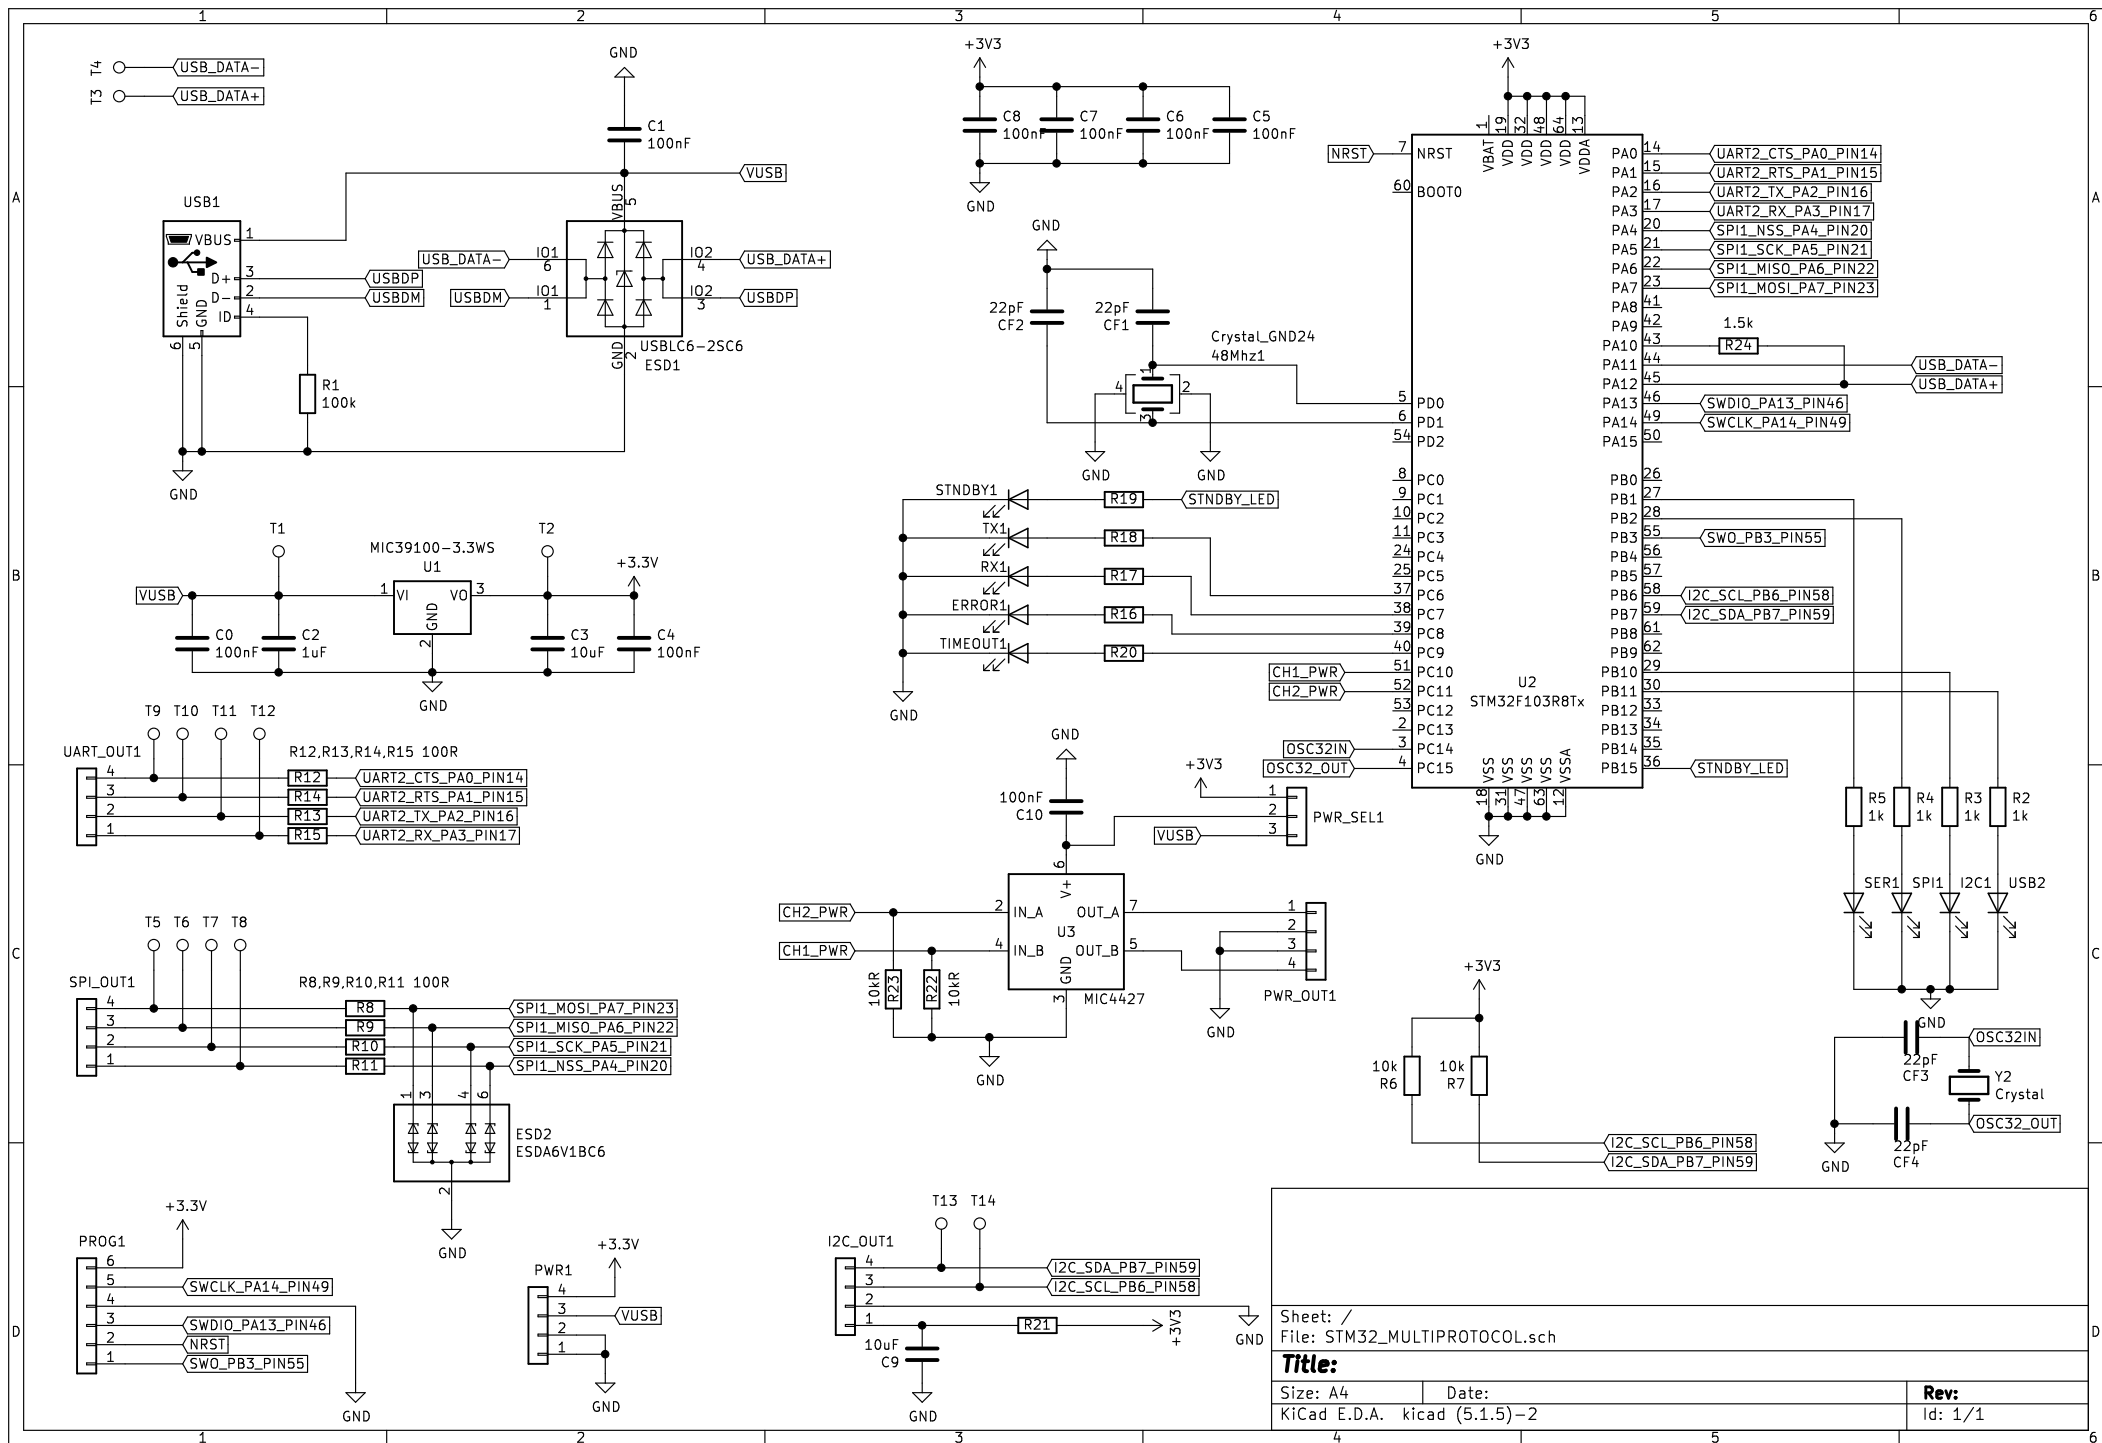 1 2 3 4 5 6
A
B
C
D
T4 USB_DATA-
T3 USB_DATA+
GND
C1
100nF
VUSB
USB1
VBUS 1
D+ 3 USBDP
D- 2 USBDM
ID 4
Shield
GND
6 5
VBUS
5
USB_DATA- IO1 6
USBDM IO1 1
IO2 4 USB_DATA+
IO2 3 USBDP
GND
2
USBLC6-2SC6
ESD1
R1
100k
GND
T1
T2
MIC39100-3.3WS
U1
+3.3V
VUSB
1 VI VO 3
GND
2
C0
100nF
C2
1uF
C3
10uF
C4
100nF
GND
T9 T10 T11 T12
UART_OUT1
R12,R13,R14,R15 100R
4 R12 UART2_CTS_PA0_PIN14
3 R14 UART2_RTS_PA1_PIN15
2 R13 UART2_TX_PA2_PIN16
1 R15 UART2_RX_PA3_PIN17
T5 T6 T7 T8
SPI_OUT1
R8,R9,R10,R11 100R
4 R8 SPI1_MOSI_PA7_PIN23
3 R9 SPI1_MISO_PA6_PIN22
2 R10 SPI1_SCK_PA5_PIN21
1 R11 SPI1_NSS_PA4_PIN20
1 3 4 6
ESD2
ESDA6V1BC6
2
GND
+3.3V
PROG1
6
5 SWCLK_PA14_PIN49
4
3 SWDIO_PA13_PIN46
2 NRST
1 SWO_PB3_PIN55
GND
+3.3V
PWR1
4
3 VUSB
2
1
GND
+3V3
C8
100nF
C7
100nF
C6
100nF
C5
100nF
GND
GND
22pF
CF2
22pF
CF1
Crystal_GND24
48Mhz1
1
4 2
3
GND GND
STNDBY1 R19 STNDBY_LED
TX1 R18
RX1 R17
ERROR1 R16
TIMEOUT1 R20
GND
+3V3
NRST 7 NRST
60 BOOT0
1 VBAT
19 VDD
32 VDD
48 VDD
64 VDD
13 VDDA
5 PD0
6 PD1
54 PD2
8 PC0
9 PC1
10 PC2
11 PC3
24 PC4
25 PC5
37 PC6
38 PC7
39 PC8
40 PC9
CH1_PWR 51 PC10
CH2_PWR 52 PC11
53 PC12
2 PC13
OSC32IN 3 PC14
OSC32_OUT 4 PC15
U2
STM32F103R8Tx
18 VSS
31 VSS
47 VSS
63 VSS
12 VSSA
GND
PA0 14 UART2_CTS_PA0_PIN14
PA1 15 UART2_RTS_PA1_PIN15
PA2 16 UART2_TX_PA2_PIN16
PA3 17 UART2_RX_PA3_PIN17
PA4 20 SPI1_NSS_PA4_PIN20
PA5 21 SPI1_SCK_PA5_PIN21
PA6 22 SPI1_MISO_PA6_PIN22
PA7 23 SPI1_MOSI_PA7_PIN23
PA8 41
PA9 42
1.5k
PA10 43 R24
PA11 44 USB_DATA-
PA12 45 USB_DATA+
PA13 46 SWDIO_PA13_PIN46
PA14 49 SWCLK_PA14_PIN49
PA15 50
PB0 26
PB1 27
PB2 28
PB3 55 SWO_PB3_PIN55
PB4 56
PB5 57
PB6 58 I2C_SCL_PB6_PIN58
PB7 59 I2C_SDA_PB7_PIN59
PB8 61
PB9 62
PB10 29
PB11 30
PB12 33
PB13 34
PB14 35
PB15 36 STNDBY_LED
R5
1k
R4
1k
R3
1k
R2
1k
SER1 SPI1 I2C1 USB2
GND
GND
100nF
C10
+3V3
1
2
VUSB 3
PWR_SEL1
6
V+
CH2_PWR 2 IN_A OUT_A 7
CH1_PWR 4 IN_B OUT_B 5
U3
GND
3
MIC4427
10kR R23
R22 10kR
GND
1
2
3
4
PWR_OUT1
GND
+3V3
10k
R6
10k
R7
I2C_SCL_PB6_PIN58
I2C_SDA_PB7_PIN59
OSC32IN
22pF
CF3
Y2
Crystal
OSC32_OUT
22pF
CF4
GND
T13 T14
I2C_OUT1
4 I2C_SDA_PB7_PIN59
3 I2C_SCL_PB6_PIN58
2
1 R21 +3V3
GND
10uF
C9
GND
Sheet: /
File: STM32_MULTIPROTOCOL.sch
Title:
Size: A4 Date: Rev:
KiCad E.D.A. kicad (5.1.5)-2 Id: 1/1
1 2 3 4 5 6
A
B
C
D